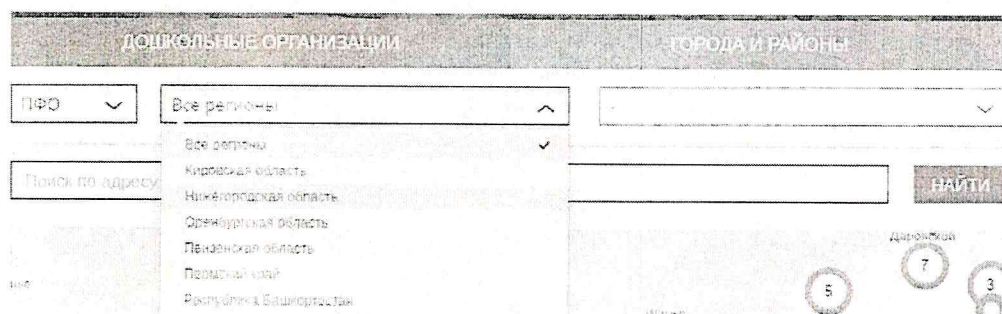 ДОШКОЛЬНЫЕ ОРГАНИЗАЦИИ ГОРОДА И РАЙОНЫ
ПФО Все регионы -
Все регионы
Кировская область
Поиск по адресу НАЙТИ
Нижегородская область
Оренбургская область
Пензенская область
Даровской
7
Пермский край
5 3
Республика Башкортостан